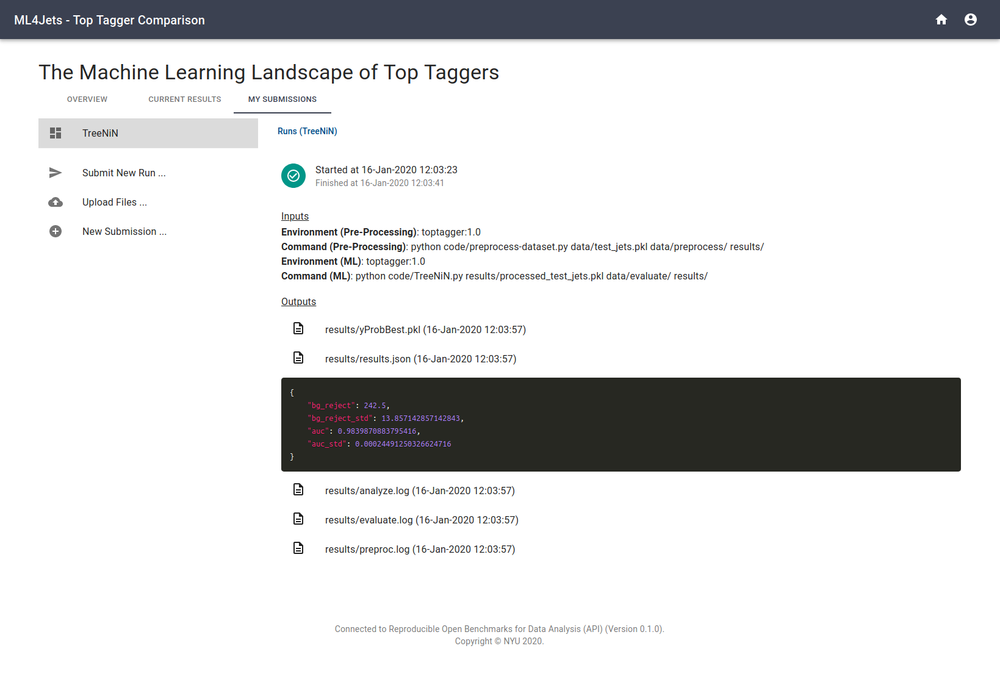 ML4Jets - Top Tagger Comparison
The Machine Learning Landscape of Top Taggers
OVERVIEW CURRENT RESULTS MY SUBMISSIONS
TreeNiN
Submit New Run ...
Upload Files ...
New Submission ...
Runs (TreeNiN)
Started at 16-Jan-2020 12:03:23
Finished at 16-Jan-2020 12:03:41
Inputs
Environment (Pre-Processing): toptagger:1.0
Command (Pre-Processing): python code/preprocess-dataset.py data/test_jets.pkl data/preprocess/ results/
Environment (ML): toptagger:1.0
Command (ML): python code/TreeNiN.py results/processed_test_jets.pkl data/evaluate/ results/
Outputs
results/yProbBest.pkl (16-Jan-2020 12:03:57)
results/results.json (16-Jan-2020 12:03:57)
{
"bg_reject": 242.5,
"bg_reject_std": 13.857142857142843,
"auc": 0.9839870883795416,
"auc_std": 0.00024491250326624716
}
results/analyze.log (16-Jan-2020 12:03:57)
results/evaluate.log (16-Jan-2020 12:03:57)
results/preproc.log (16-Jan-2020 12:03:57)
Connected to Reproducible Open Benchmarks for Data Analysis (API) (Version 0.1.0).
Copyright © NYU 2020.